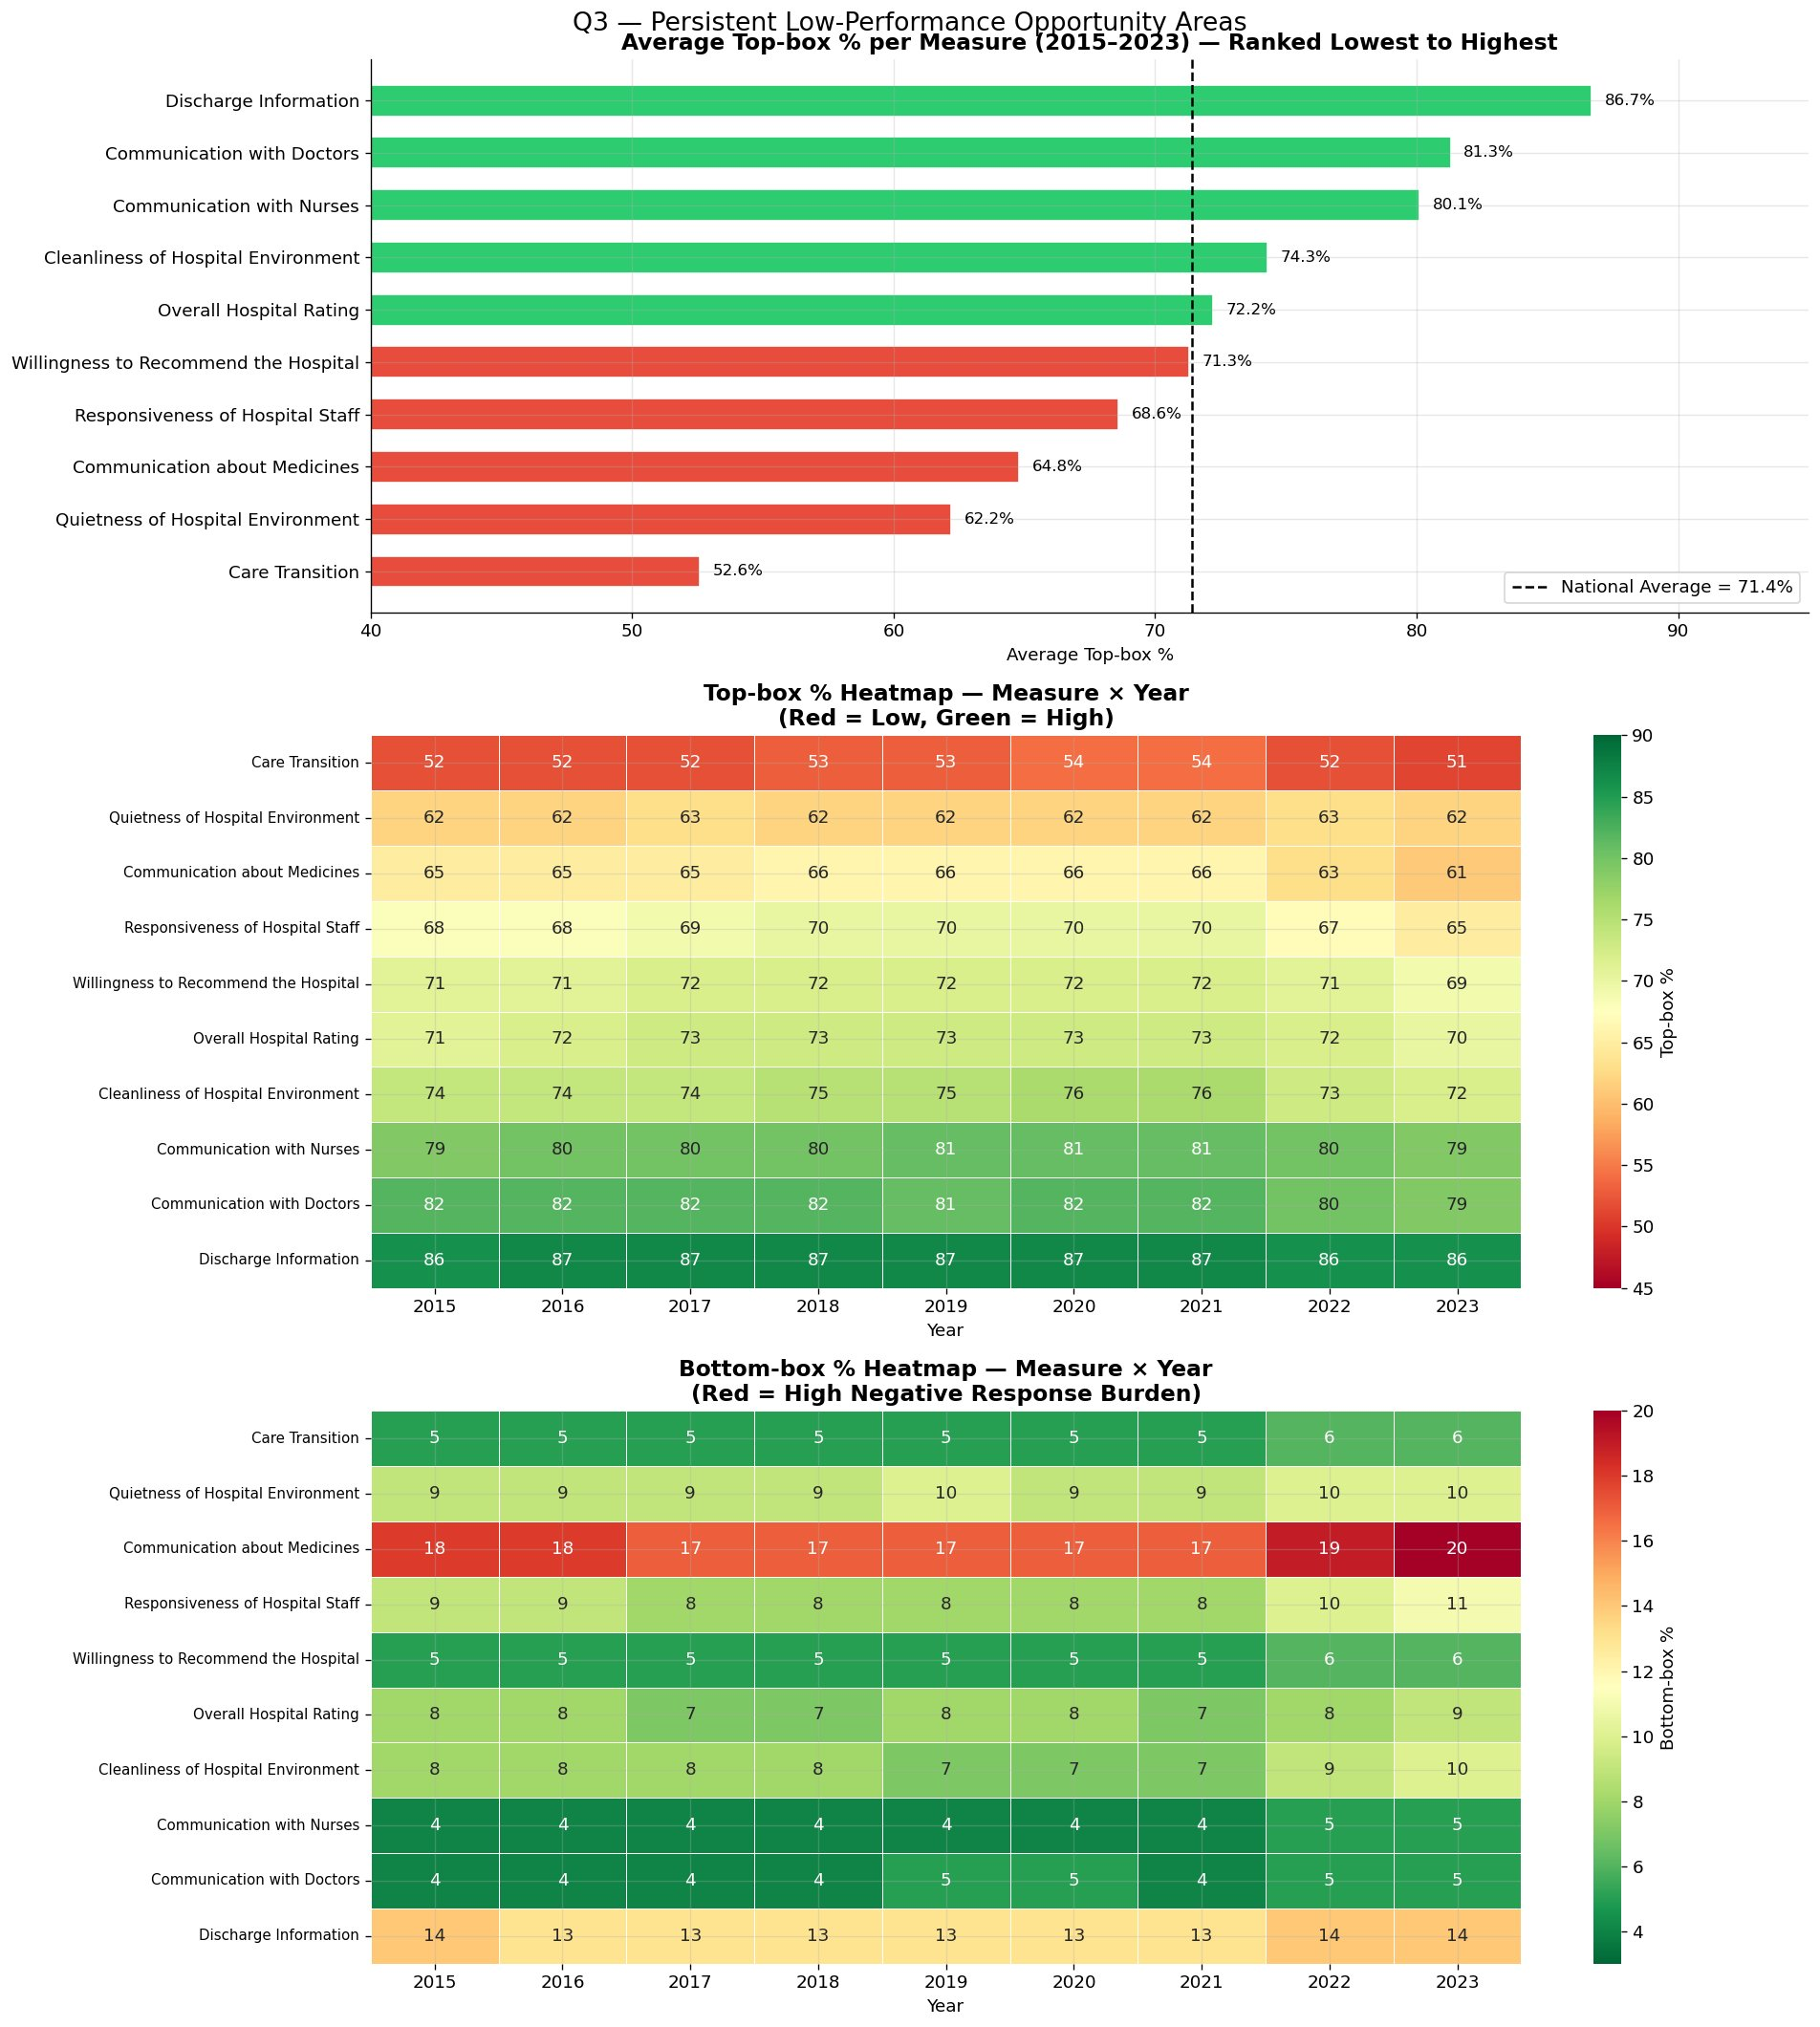 Q3 — Persistent Low-Performance Opportunity Areas
Average Top-box % per Measure (2015–2023) — Ranked Lowest to Highest
Discharge Information 86.7%
Communication with Doctors 81.3%
Communication with Nurses 80.1%
Cleanliness of Hospital Environment 74.3%
Overall Hospital Rating 72.2%
Willingness to Recommend the Hospital 71.3%
Responsiveness of Hospital Staff 68.6%
Communication about Medicines 64.8%
Quietness of Hospital Environment 62.2%
Care Transition 52.6%
National Average = 71.4%
40 50 60 70 80 90
Average Top-box %
Top-box % Heatmap — Measure × Year
(Red = Low, Green = High)
Care Transition 52 52 52 53 53 54 54 52 51
Quietness of Hospital Environment 62 62 63 62 62 62 62 63 62
Communication about Medicines 65 65 65 66 66 66 66 63 61
Responsiveness of Hospital Staff 68 68 69 70 70 70 70 67 65
Willingness to Recommend the Hospital 71 71 72 72 72 72 72 71 69
Overall Hospital Rating 71 72 73 73 73 73 73 72 70
Cleanliness of Hospital Environment 74 74 74 75 75 76 76 73 72
Communication with Nurses 79 80 80 80 81 81 81 80 79
Communication with Doctors 82 82 82 82 81 82 82 80 79
Discharge Information 86 87 87 87 87 87 87 86 86
2015 2016 2017 2018 2019 2020 2021 2022 2023
Year
90
85
80
75
70
65
60
55
50
45
Top-box %
Bottom-box % Heatmap — Measure × Year
(Red = High Negative Response Burden)
Care Transition 5 5 5 5 5 5 5 6 6
Quietness of Hospital Environment 9 9 9 9 10 9 9 10 10
Communication about Medicines 18 18 17 17 17 17 17 19 20
Responsiveness of Hospital Staff 9 9 8 8 8 8 8 10 11
Willingness to Recommend the Hospital 5 5 5 5 5 5 5 6 6
Overall Hospital Rating 8 8 7 7 8 8 7 8 9
Cleanliness of Hospital Environment 8 8 8 8 7 7 7 9 10
Communication with Nurses 4 4 4 4 4 4 4 5 5
Communication with Doctors 4 4 4 4 5 5 4 5 5
Discharge Information 14 13 13 13 13 13 13 14 14
2015 2016 2017 2018 2019 2020 2021 2022 2023
Year
20
18
16
14
12
10
8
6
4
Bottom-box %